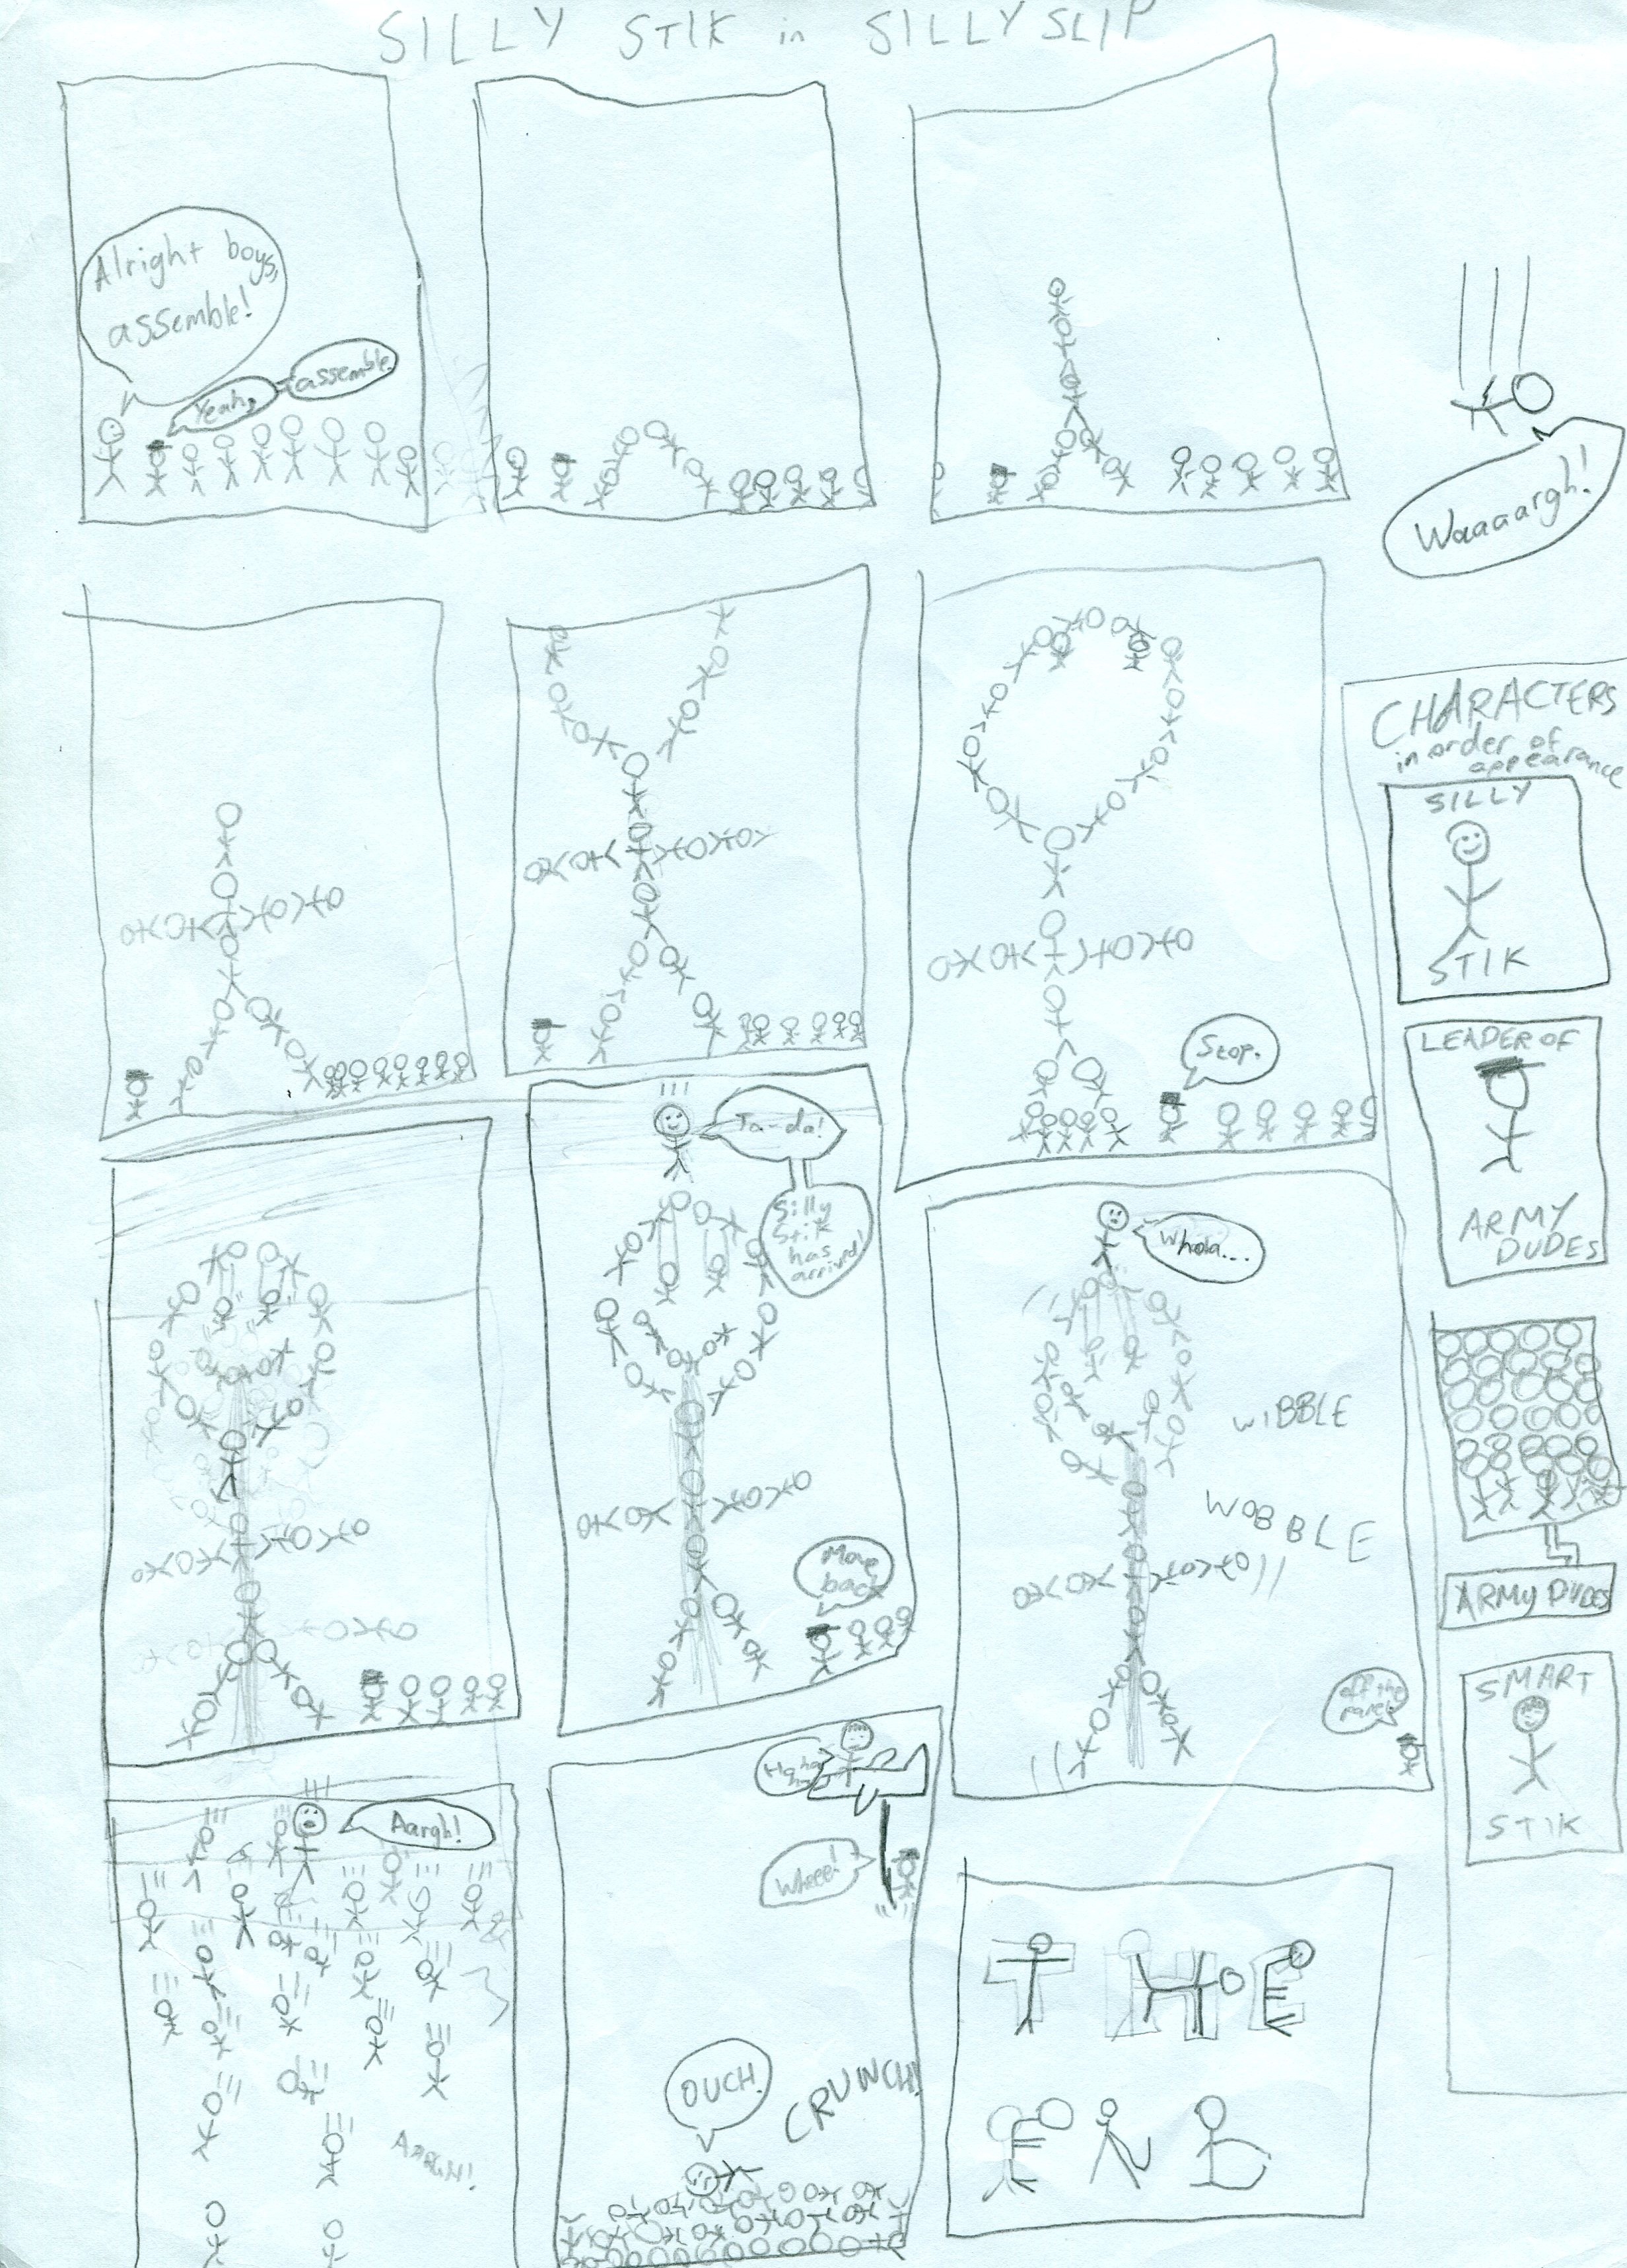 SILLY STIK in SILLY SLIP
Alright boys,
assemble!
Yeah,
assemble.
Waaaargh!
Stop.
Ta-da!
Silly
Stik
has
arrived!
Move
back
Whoa...
WIBBLE
WOBBLE
off the
panel
Aargh!
AARGH!
Ha ha
ha
Wheee!
OUCH!
CRUNCH!
THE
END
CHARACTERS
in order of
appearance
SILLY
STIK
LEADER OF
ARMY
DUDES
ARMY DUDES
SMART
STIK